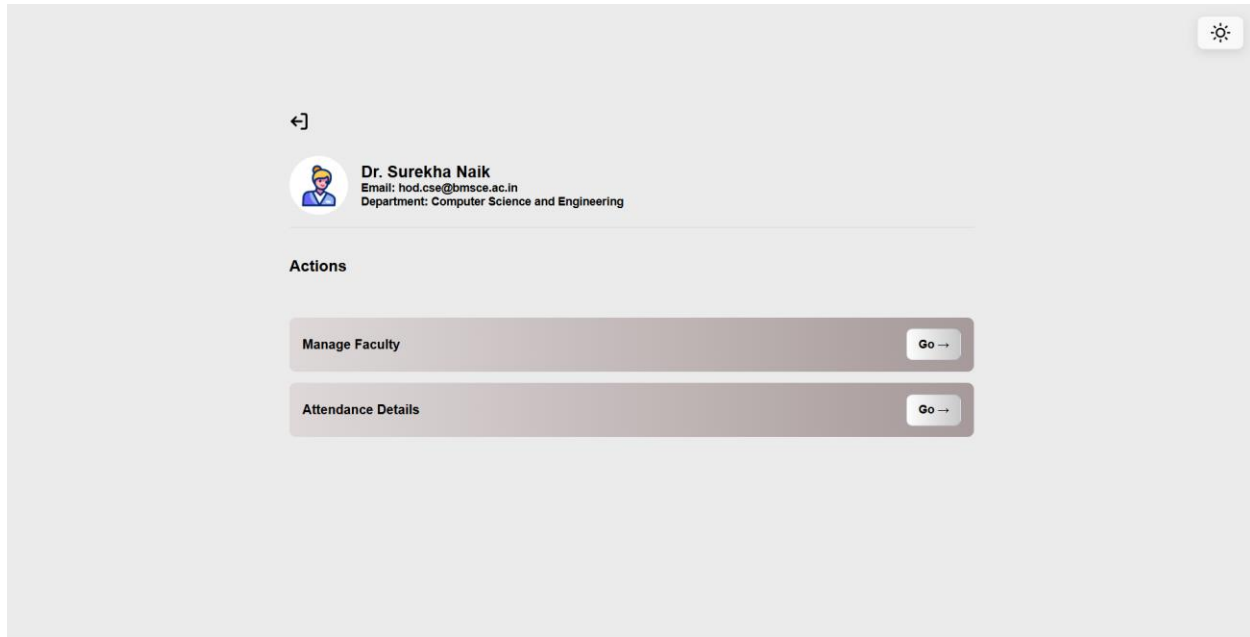 Dr. Surekha Naik
Email: hod.cse@bmsce.ac.in
Department: Computer Science and Engineering
Actions
Manage Faculty
Go →
Attendance Details
Go →